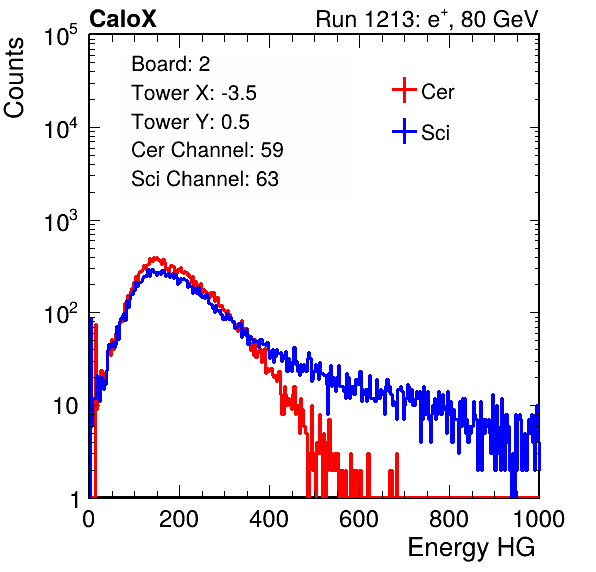 CaloX Run 1213: e⁺, 80 GeV
Counts
Board: 2
Tower X: -3.5
Tower Y: 0.5
Cer Channel: 59
Sci Channel: 63
Cer
Sci
10⁵
10⁴
10³
10²
10
1
0 200 400 600 800 1000
Energy HG